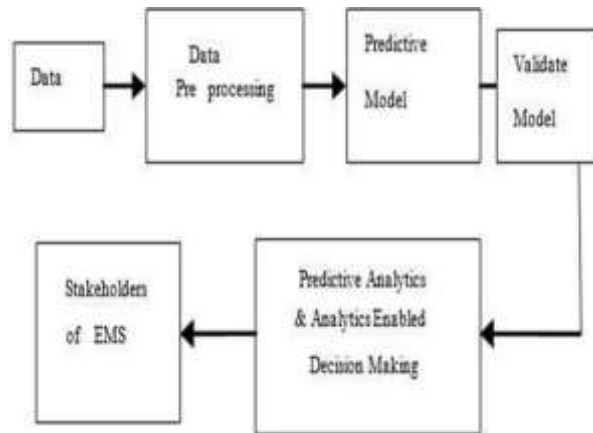 Data
Data
Pre processing
Predictive
Model
Validate
Model
Stakeholders
of EMS
Predictive Analytics
& Analytics Enabled
Decision Making